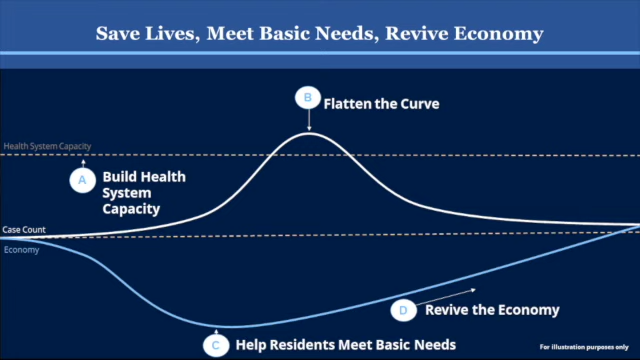 Save Lives, Meet Basic Needs, Revive Economy
B
Flatten the Curve
Health System Capacity
A
Build Health
System
Capacity
Case Count
Economy
D
Revive the Economy
C
Help Residents Meet Basic Needs
For illustration purposes only